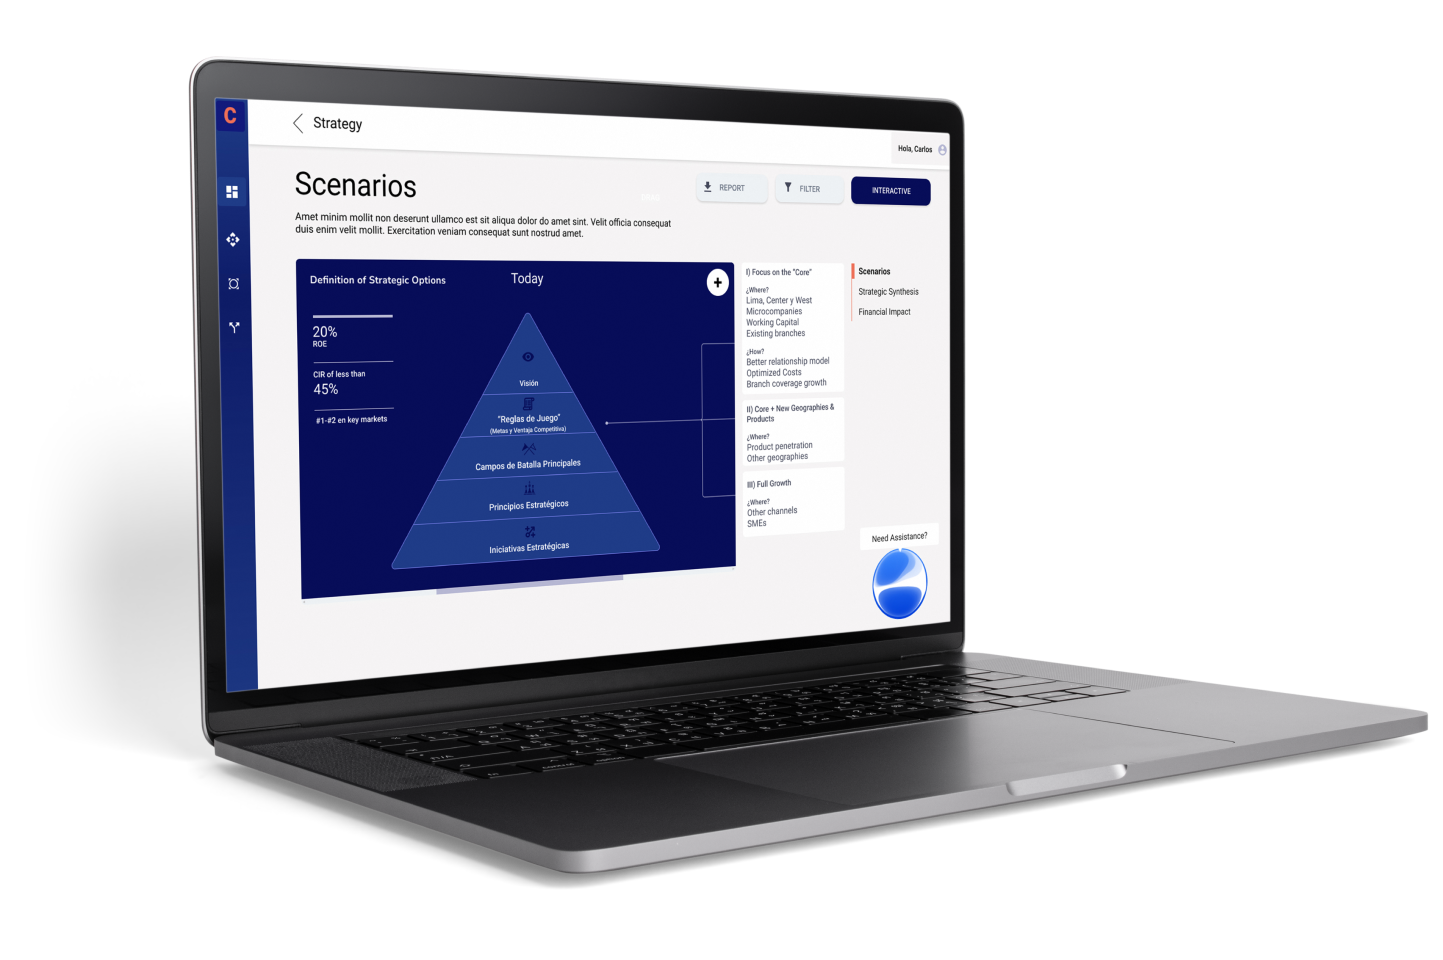 C
Strategy
Hola, Carlos
Scenarios
REPORT
FILTER
INTERACTIVE
Amet minim mollit non deserunt ullamco est sit aliqua dolor do amet sint. Velit officia consequat
duis enim velit mollit. Exercitation veniam consequat sunt nostrud amet.
Definition of Strategic Options
Today
+
20%
ROE
CIR of less than
45%
#1-#2 en key markets
Visión
"Reglas de Juego"
(Metas y Ventaja Competitiva)
Campos de Batalla Principales
Principios Estratégicos
Iniciativas Estratégicas
I) Focus on the "Core"
¿Where?
Lima, Center y West
Microcompanies
Working Capital
Existing branches
¿How?
Better relationship model
Optimized Costs
Branch coverage growth
II) Core + New Geographies &
Products
¿Where?
Product penetration
Other geographies
III) Full Growth
¿Where?
Other channels
SMEs
Scenarios
Strategic Synthesis
Financial Impact
Need Assistance?